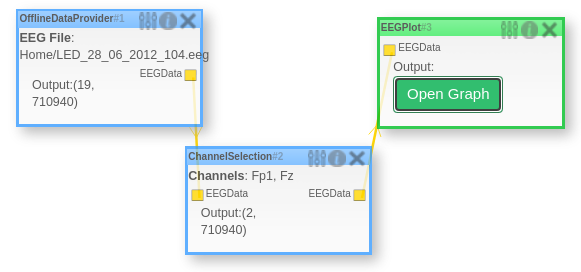 OfflineDataProvider#1
EEG File:
Home/LED_28_06_2012_104.eeg
EEGData
Output:(19,
710940)
ChannelSelection#2
Channels: Fp1, Fz
EEGData EEGData
Output:(2,
710940)
EEGPlot#3
EEGData
Output:
Open Graph